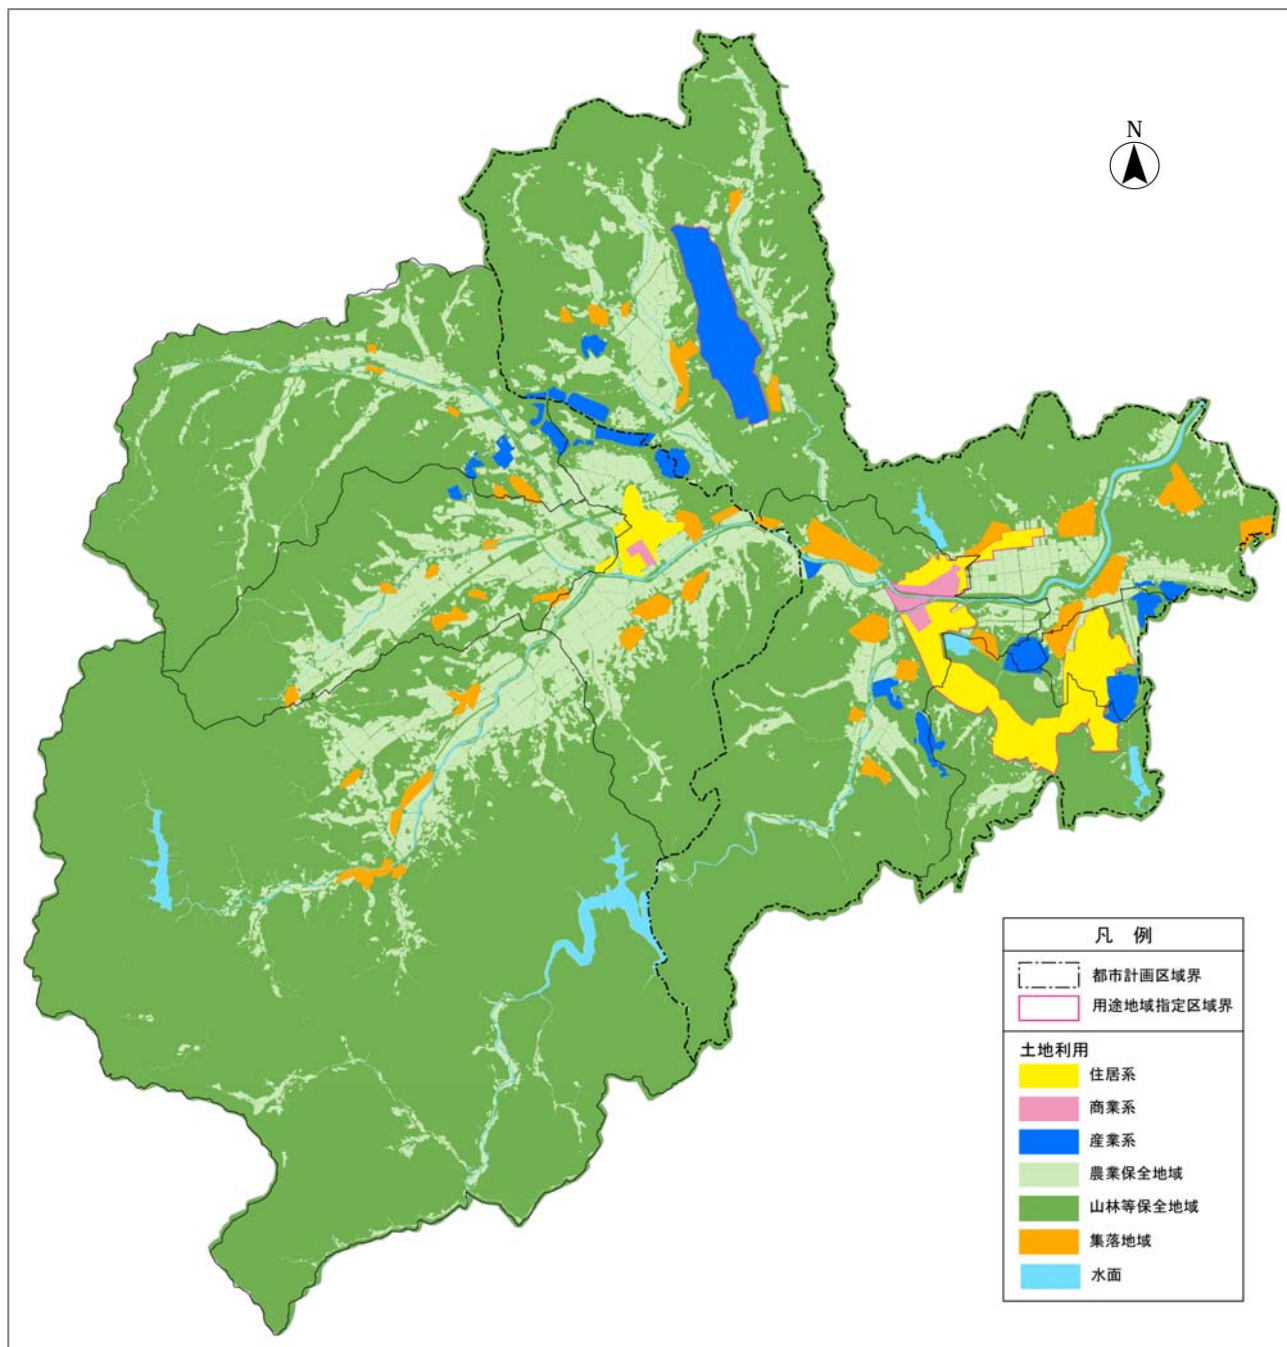 N
凡 例
都市計画区域界
用途地域指定区域界
土地利用
住居系
商業系
産業系
農業保全地域
山林等保全地域
集落地域
水面